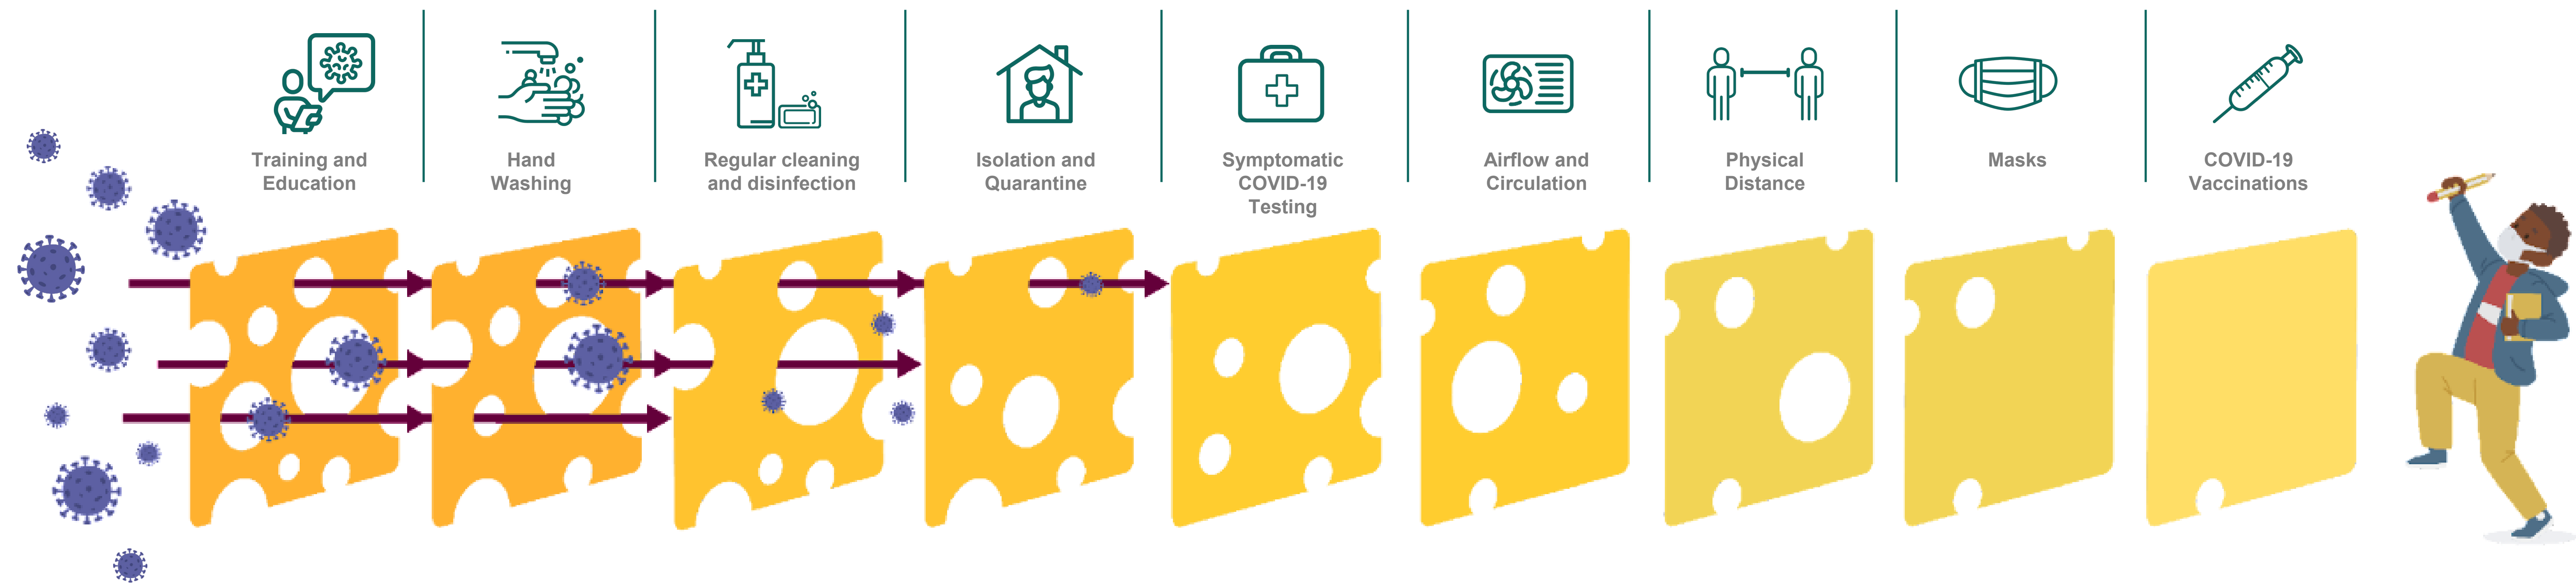 Training and
Education
Hand
Washing
Regular cleaning
and disinfection
Isolation and
Quarantine
Symptomatic
COVID-19
Testing
Airflow and
Circulation
Physical
Distance
Masks
COVID-19
Vaccinations